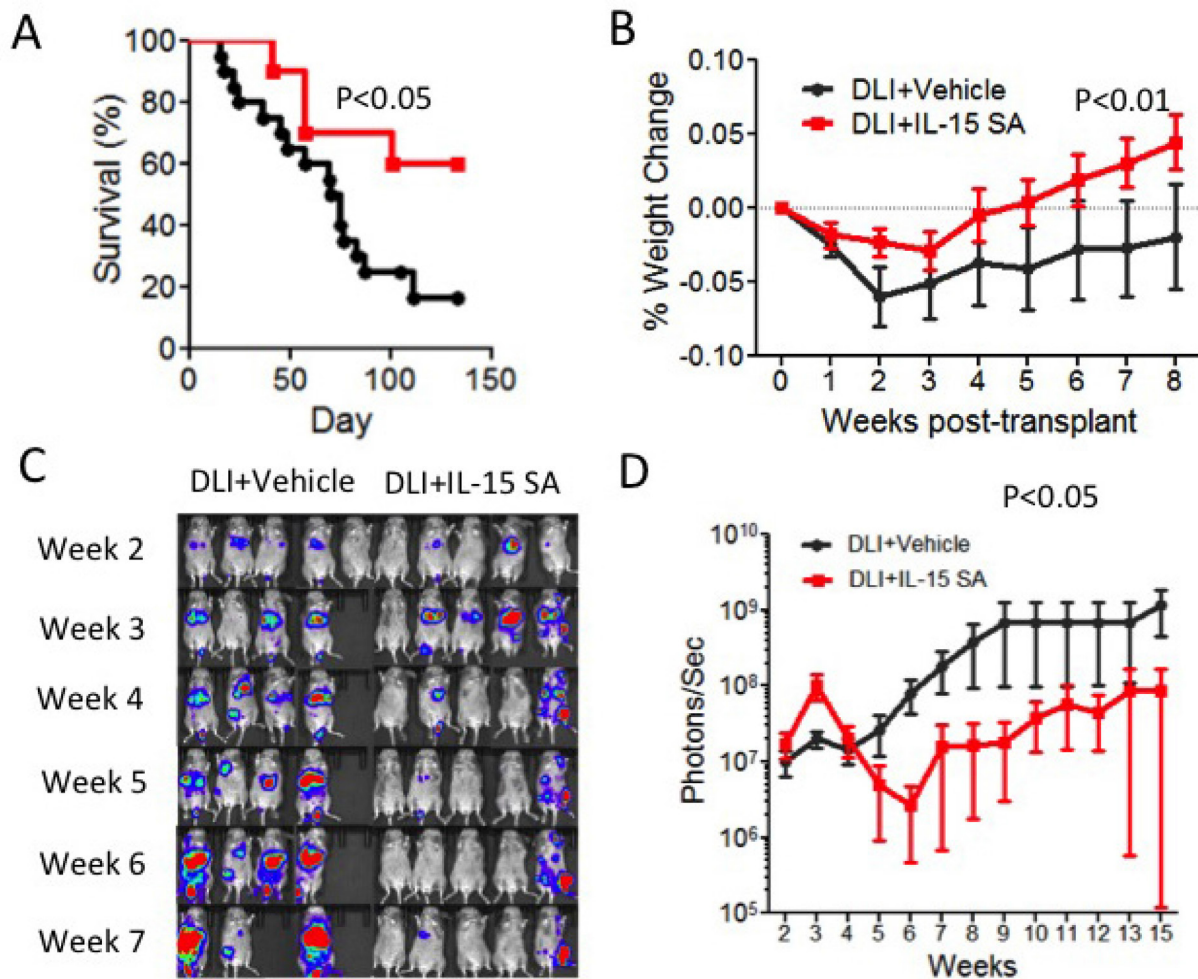 A
100
80
60
40
20
0
Survival (%)
P<0.05
0 50 100 150
Day
B
0.10
0.05
0.00
-0.05
-0.10
% Weight Change
DLI+Vehicle
DLI+IL-15 SA
P<0.01
0 1 2 3 4 5 6 7 8
Weeks post-transplant
C
DLI+Vehicle DLI+IL-15 SA
Week 2
Week 3
Week 4
Week 5
Week 6
Week 7
D
P<0.05
10^10
10^9
10^8
10^7
10^6
10^5
Photons/Sec
DLI+Vehicle
DLI+IL-15 SA
2 3 4 5 6 7 8 9 10 11 12 13 15
Weeks